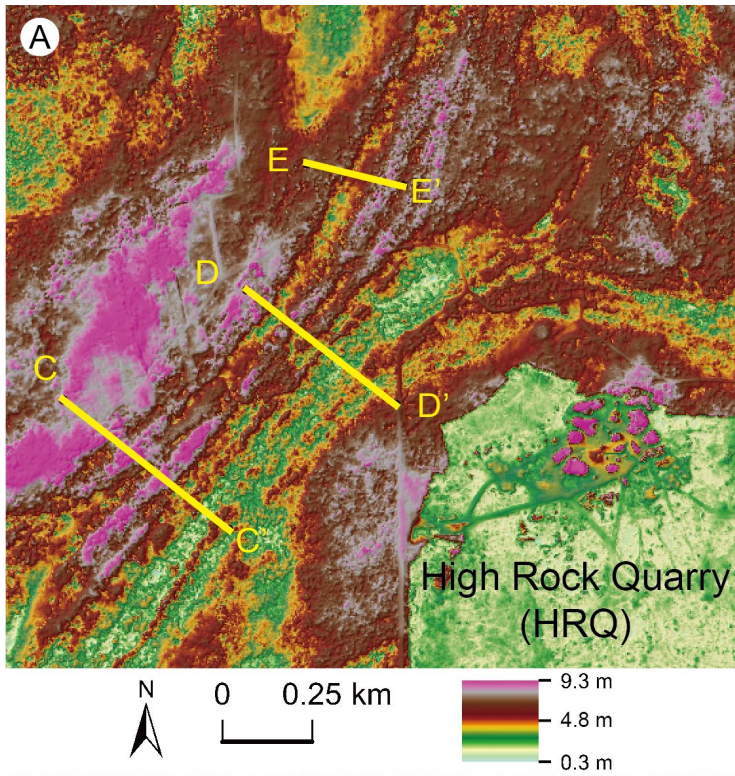 A
E
E'
D
C
D'
C'
High Rock Quarry
(HRQ)
N
0 0.25 km
9.3 m
4.8 m
0.3 m